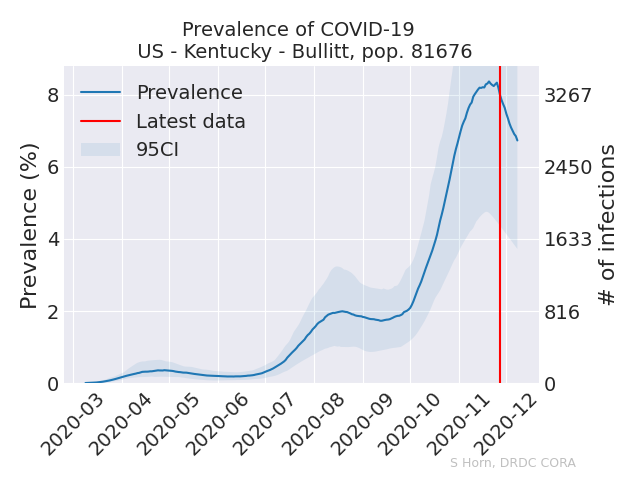 Prevalence of COVID-19
US - Kentucky - Bullitt, pop. 81676
Prevalence
Latest data
95CI
Prevalence (%)
8
6
4
2
0
3267
2450
1633
816
0
# of infections
2020-03
2020-04
2020-05
2020-06
2020-07
2020-08
2020-09
2020-10
2020-11
2020-12
S Horn, DRDC CORA